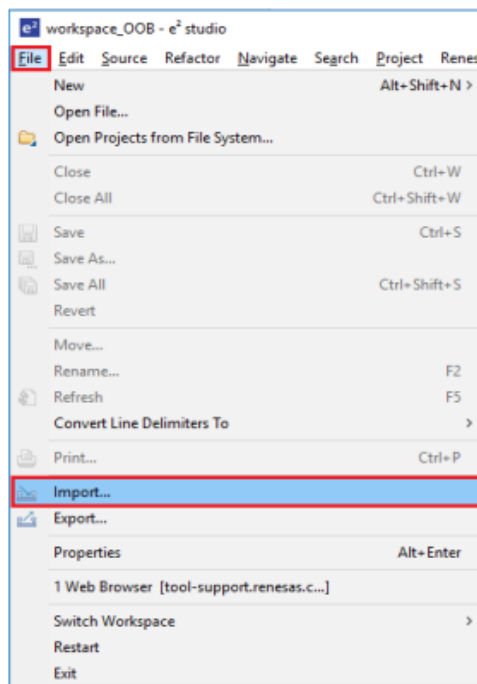 e² workspace_OOB - e² studio
File Edit Source Refactor Navigate Search Project Renes
New Alt+Shift+N >
Open File...
Open Projects from File System...
Close Ctrl+W
Close All Ctrl+Shift+W
Save Ctrl+S
Save As...
Save All Ctrl+Shift+S
Revert
Move...
Rename... F2
Refresh F5
Convert Line Delimiters To >
Print... Ctrl+P
Import...
Export...
Properties Alt+Enter
1 Web Browser [tool-support.renesas.c...]
Switch Workspace >
Restart
Exit